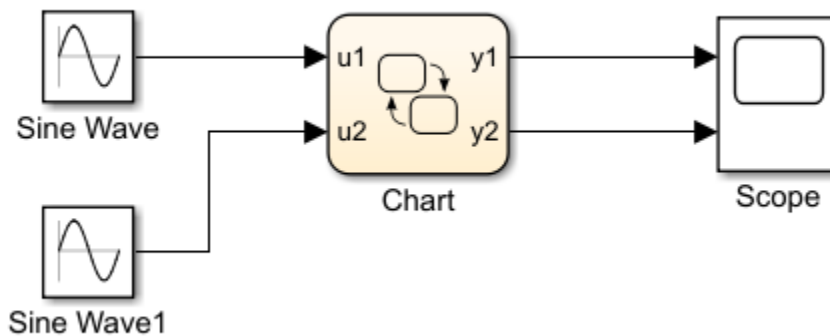 u1
y1
Sine Wave
u2
y2
Chart
Scope
Sine Wave1